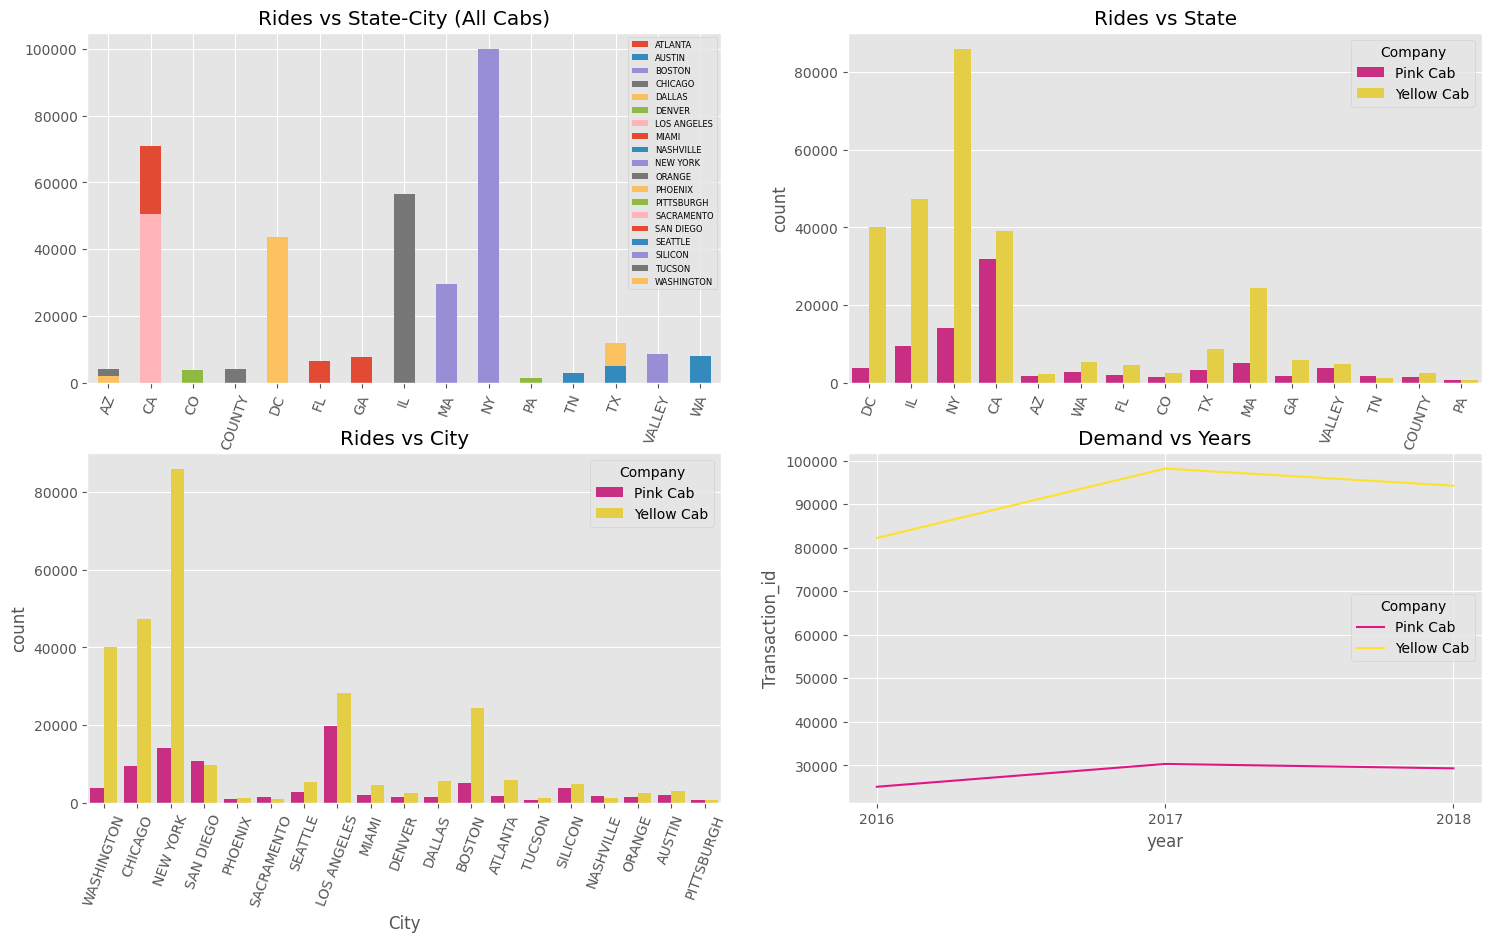 Rides vs State-City (All Cabs)
100000
80000
60000
40000
20000
0
ATLANTA
AUSTIN
BOSTON
CHICAGO
DALLAS
DENVER
LOS ANGELES
MIAMI
NASHVILLE
NEW YORK
ORANGE
PHOENIX
PITTSBURGH
SACRAMENTO
SAN DIEGO
SEATTLE
SILICON
TUCSON
WASHINGTON
AZ
CA
CO
COUNTY
DC
FL
GA
IL
MA
NY
PA
TN
TX
VALLEY
WA
Rides vs State
count
80000
60000
40000
20000
0
Company
Pink Cab
Yellow Cab
DC
IL
NY
CA
AZ
WA
FL
CO
TX
MA
GA
VALLEY
TN
COUNTY
PA
Rides vs City
count
80000
60000
40000
20000
0
Company
Pink Cab
Yellow Cab
WASHINGTON
CHICAGO
NEW YORK
SAN DIEGO
PHOENIX
SACRAMENTO
SEATTLE
LOS ANGELES
MIAMI
DENVER
DALLAS
BOSTON
ATLANTA
TUCSON
SILICON
NASHVILLE
ORANGE
AUSTIN
PITTSBURGH
City
Demand vs Years
Transaction_id
100000
90000
80000
70000
60000
50000
40000
30000
Company
Pink Cab
Yellow Cab
2016
2017
2018
year